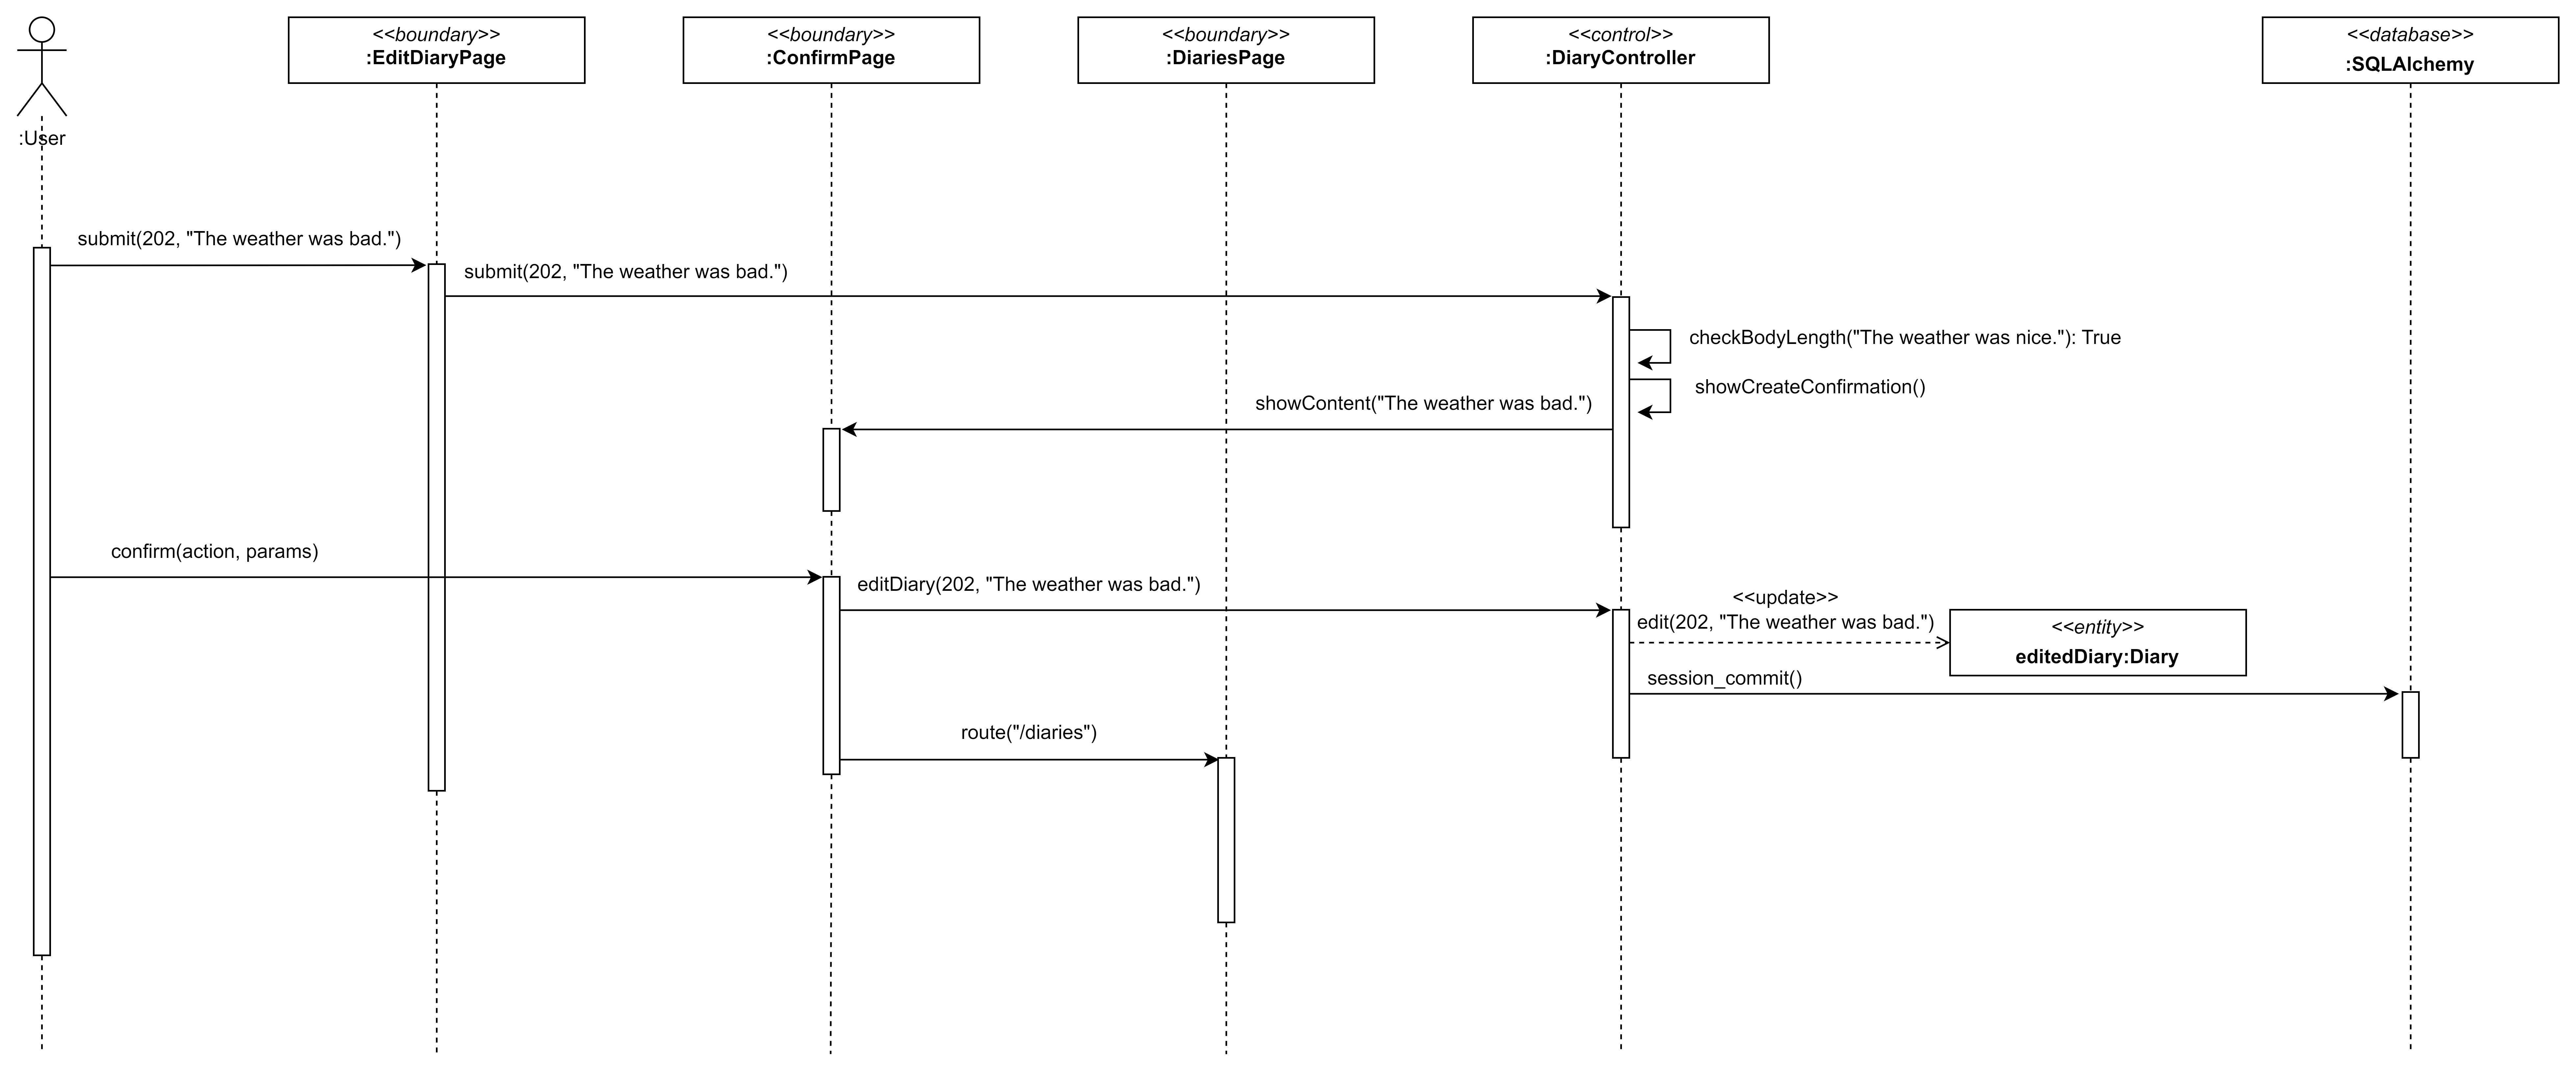 <<boundary>>
:EditDiaryPage
<<boundary>>
:ConfirmPage
<<boundary>>
:DiariesPage
<<control>>
:DiaryController
<<database>>
:SQLAlchemy
:User
submit(202, "The weather was bad.")
submit(202, "The weather was bad.")
checkBodyLength("The weather was nice."): True
showCreateConfirmation()
showContent("The weather was bad.")
confirm(action, params)
editDiary(202, "The weather was bad.")
<<update>>
edit(202, "The weather was bad.")
<<entity>>
editedDiary:Diary
session_commit()
route("/diaries")